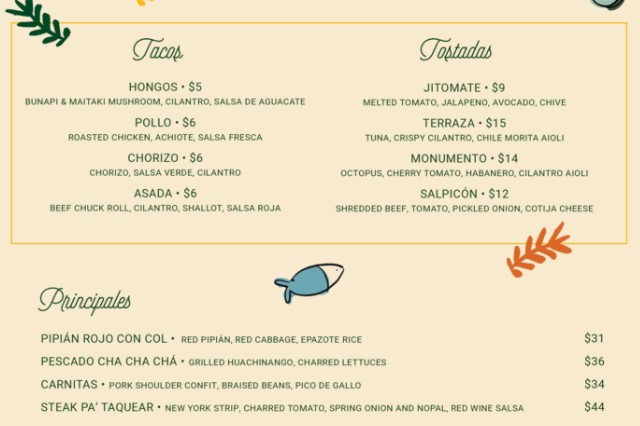 Tacos
HONGOS • $5
BUNAPI & MAITAKI MUSHROOM, CILANTRO, SALSA DE AGUACATE
POLLO • $6
ROASTED CHICKEN, ACHIOTE, SALSA FRESCA
CHORIZO • $6
CHORIZO, SALSA VERDE, CILANTRO
ASADA • $6
BEEF CHUCK ROLL, CILANTRO, SHALLOT, SALSA ROJA
Tostadas
JITOMATE • $9
MELTED TOMATO, JALAPENO, AVOCADO, CHIVE
TERRAZA • $15
TUNA, CRISPY CILANTRO, CHILE MORITA AIOLI
MONUMENTO • $14
OCTOPUS, CHERRY TOMATO, HABANERO, CILANTRO AIOLI
SALPICÓN • $12
SHREDDED BEEF, TOMATO, PICKLED ONION, COTIJA CHEESE
Principales
PIPIÁN ROJO CON COL • RED PIPIÁN, RED CABBAGE, EPAZOTE RICE $31
PESCADO CHA CHA CHÁ • GRILLED HUACHINANGO, CHARRED LETTUCES $36
CARNITAS • PORK SHOULDER CONFIT, BRAISED BEANS, PICO DE GALLO $34
STEAK PA' TAQUEAR • NEW YORK STRIP, CHARRED TOMATO, SPRING ONION AND NOPAL, RED WINE SALSA $44